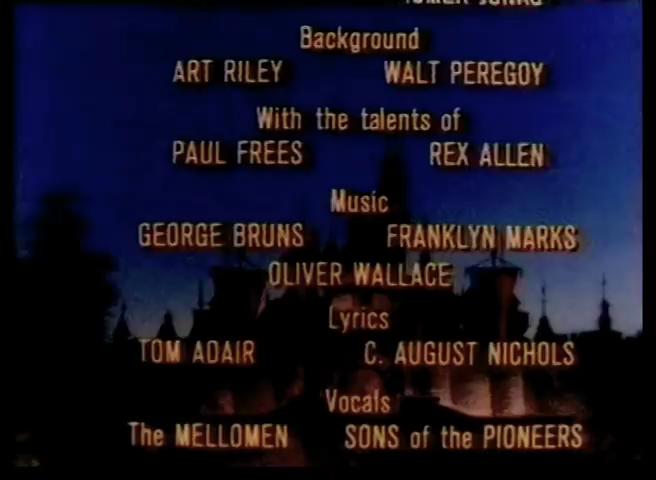 Background
ART RILEY WALT PEREGOY
With the talents of
PAUL FREES REX ALLEN
Music
GEORGE BRUNS FRANKLYN MARKS
OLIVER WALLACE
Lyrics
TOM ADAIR C. AUGUST NICHOLS
Vocals
The MELLOMEN SONS of the PIONEERS